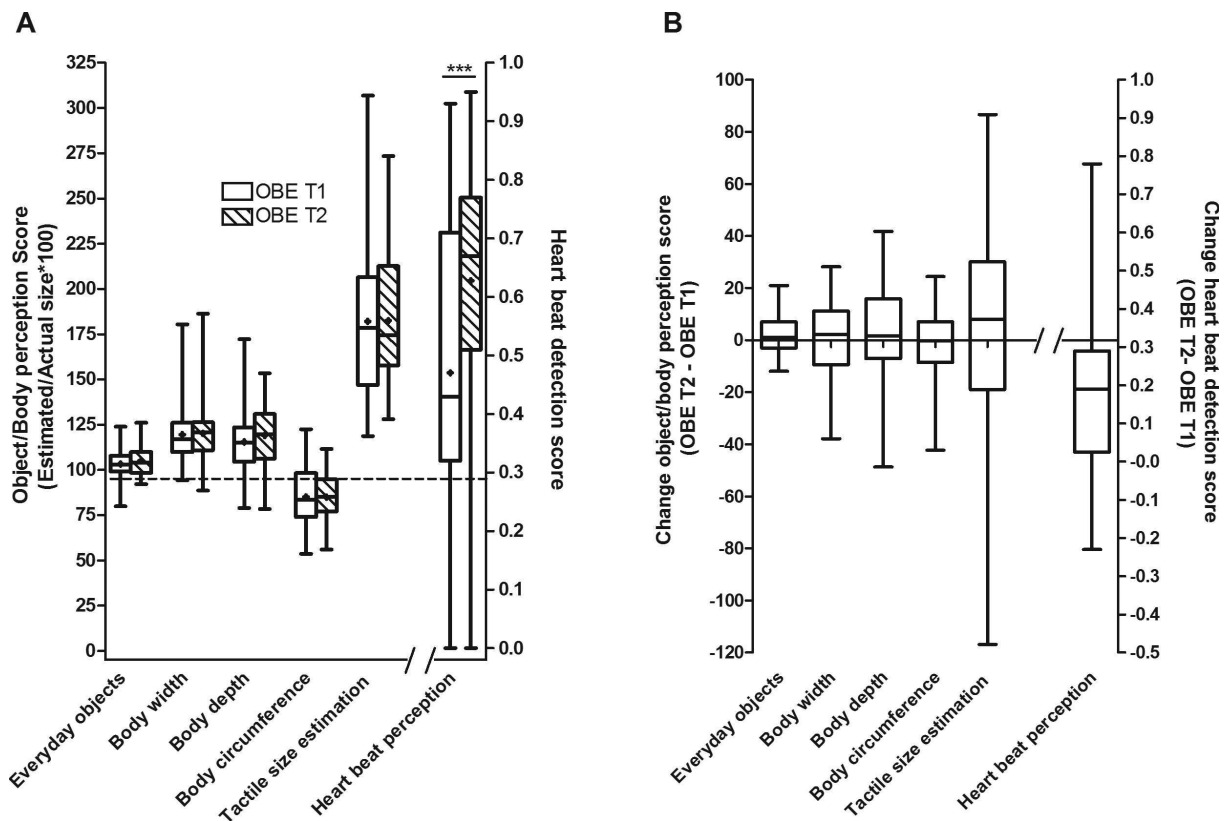 A
Object/Body perception Score
(Estimated/Actual size*100)
325
300
275
250
225
200
175
150
125
100
75
50
25
0
OBE T1
OBE T2
***
1.0
0.9
0.8
0.7
0.6
0.5
0.4
0.3
0.2
0.1
0.0
Heart beat detection score
Everyday objects
Body width
Body depth
Body circumference
Tactile size estimation
Heart beat perception
B
Change object/body perception score
(OBE T2 - OBE T1)
100
80
60
40
20
0
-20
-40
-60
-80
-100
-120
1.0
0.9
0.8
0.7
0.6
0.5
0.4
0.3
0.2
0.1
-0.0
-0.1
-0.2
-0.3
-0.4
-0.5
Change heart beat detection score
(OBE T2- OBE T1)
Everyday objects
Body width
Body depth
Body circumference
Tactile size estimation
Heart beat perception